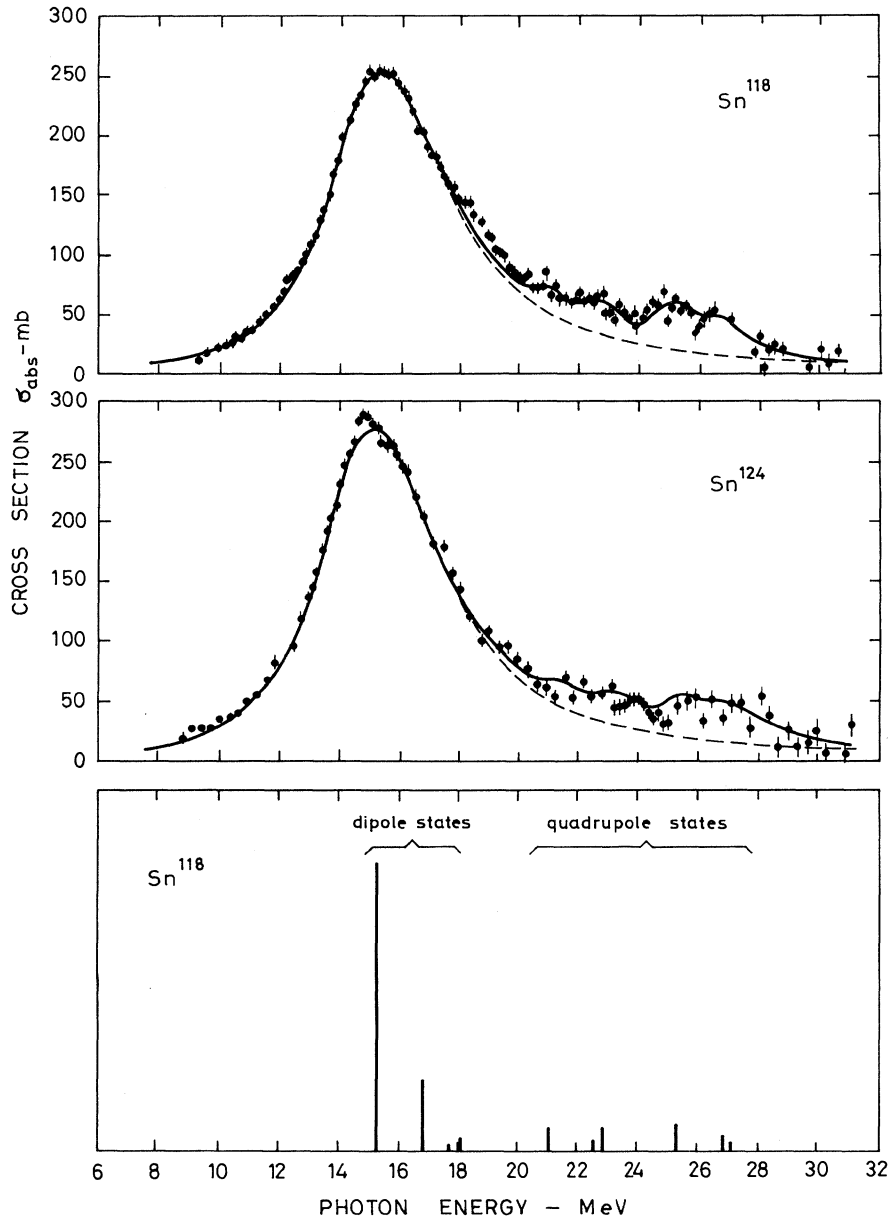 300
250
200
150
100
50
0
Sn118
300
250
200
150
100
50
0
Sn124
CROSS SECTION σabs-mb
dipole states
quadrupole states
Sn118
6 8 10 12 14 16 18 20 22 24 26 28 30 32
PHOTON ENERGY - MeV